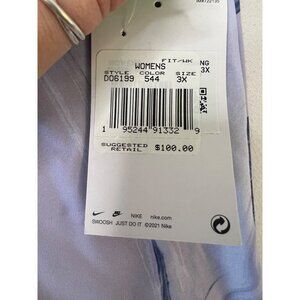 FIT/WK NG
WOMENS 3X
STYLE COLOR SIZE
DO6199 544 3X
1 95244 91332 9
SUGGESTED
RETAIL $100.00
NIKE nike.com
SWOOSH JUST DO IT ©2021 Nike